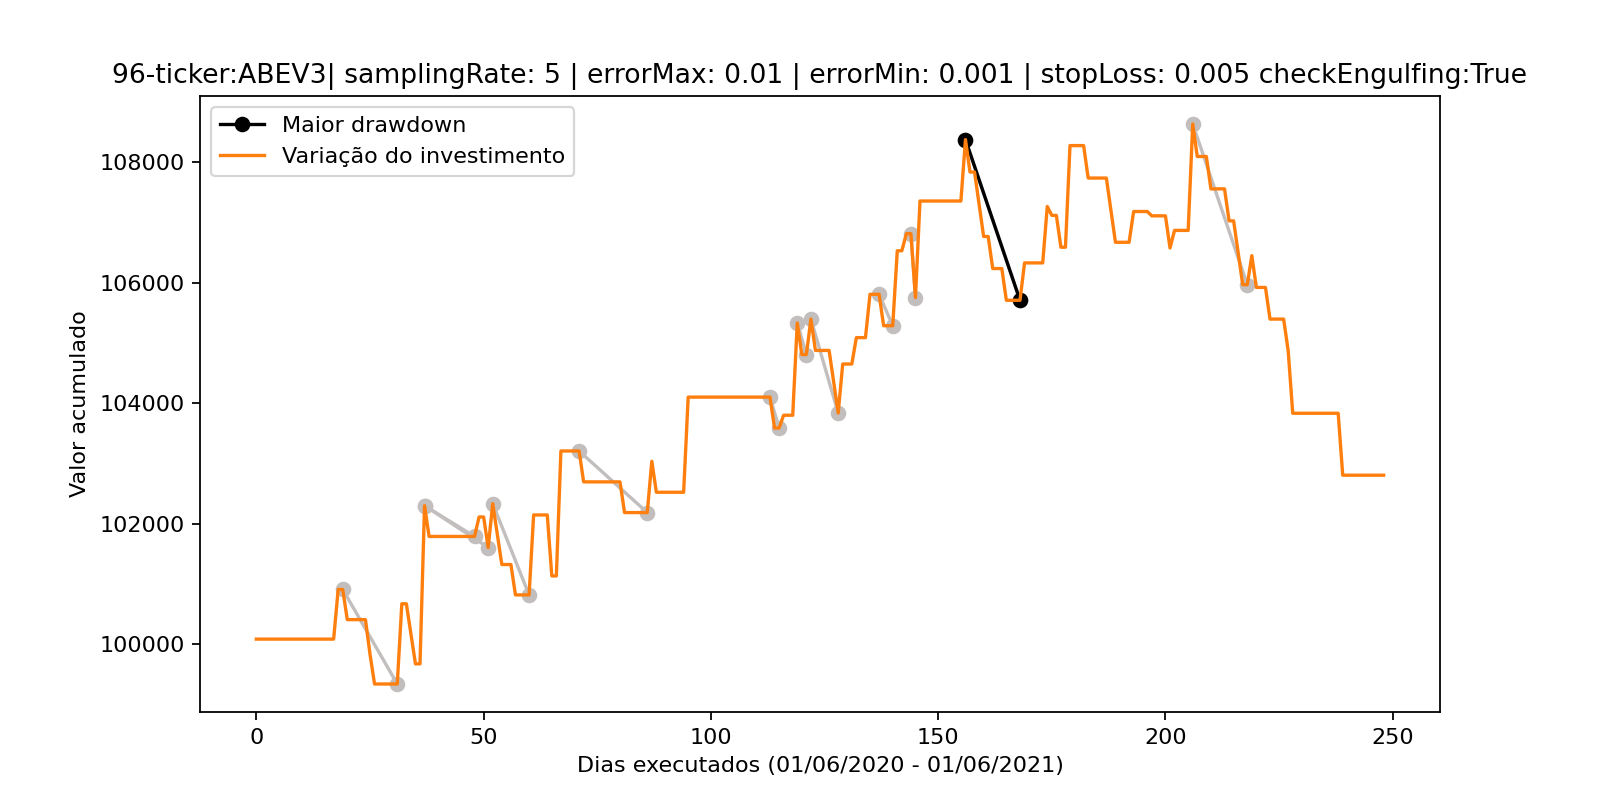 96-ticker:ABEV3| samplingRate: 5 | errorMax: 0.01 | errorMin: 0.001 | stopLoss: 0.005 checkEngulfing:True
Maior drawdown
Variação do investimento
108000
106000
104000
102000
100000
Valor acumulado
0 50 100 150 200 250
Dias executados (01/06/2020 - 01/06/2021)